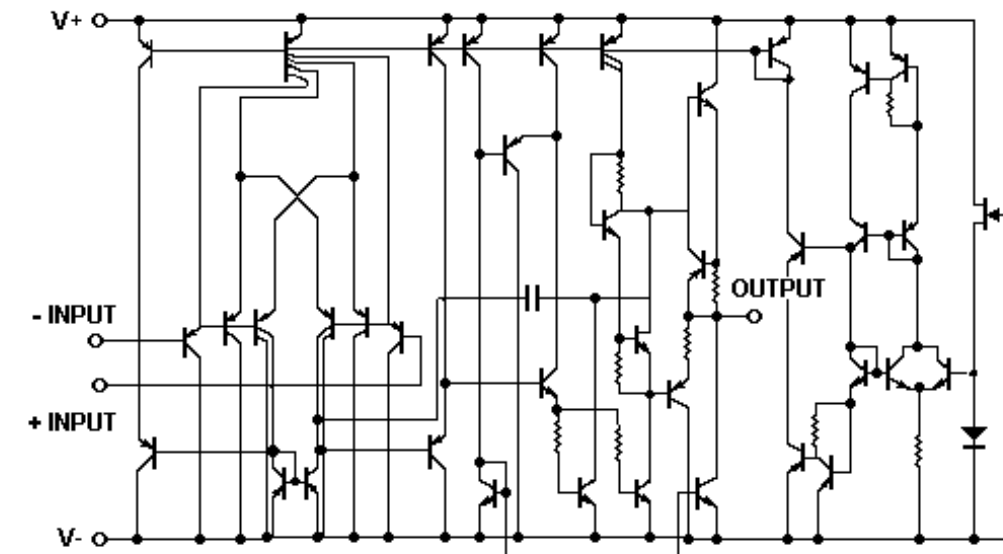 V+
- INPUT
+ INPUT
OUTPUT
V-